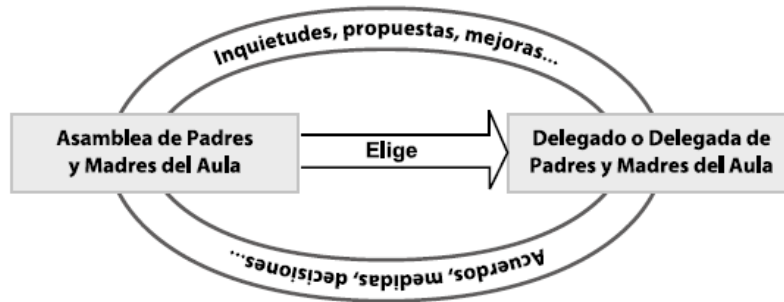 Inquietudes, propuestas, mejoras...
Asamblea de Padres
y Madres del Aula
Elige
Delegado o Delegada de
Padres y Madres del Aula
Acuerdos, medidas, decisiones...